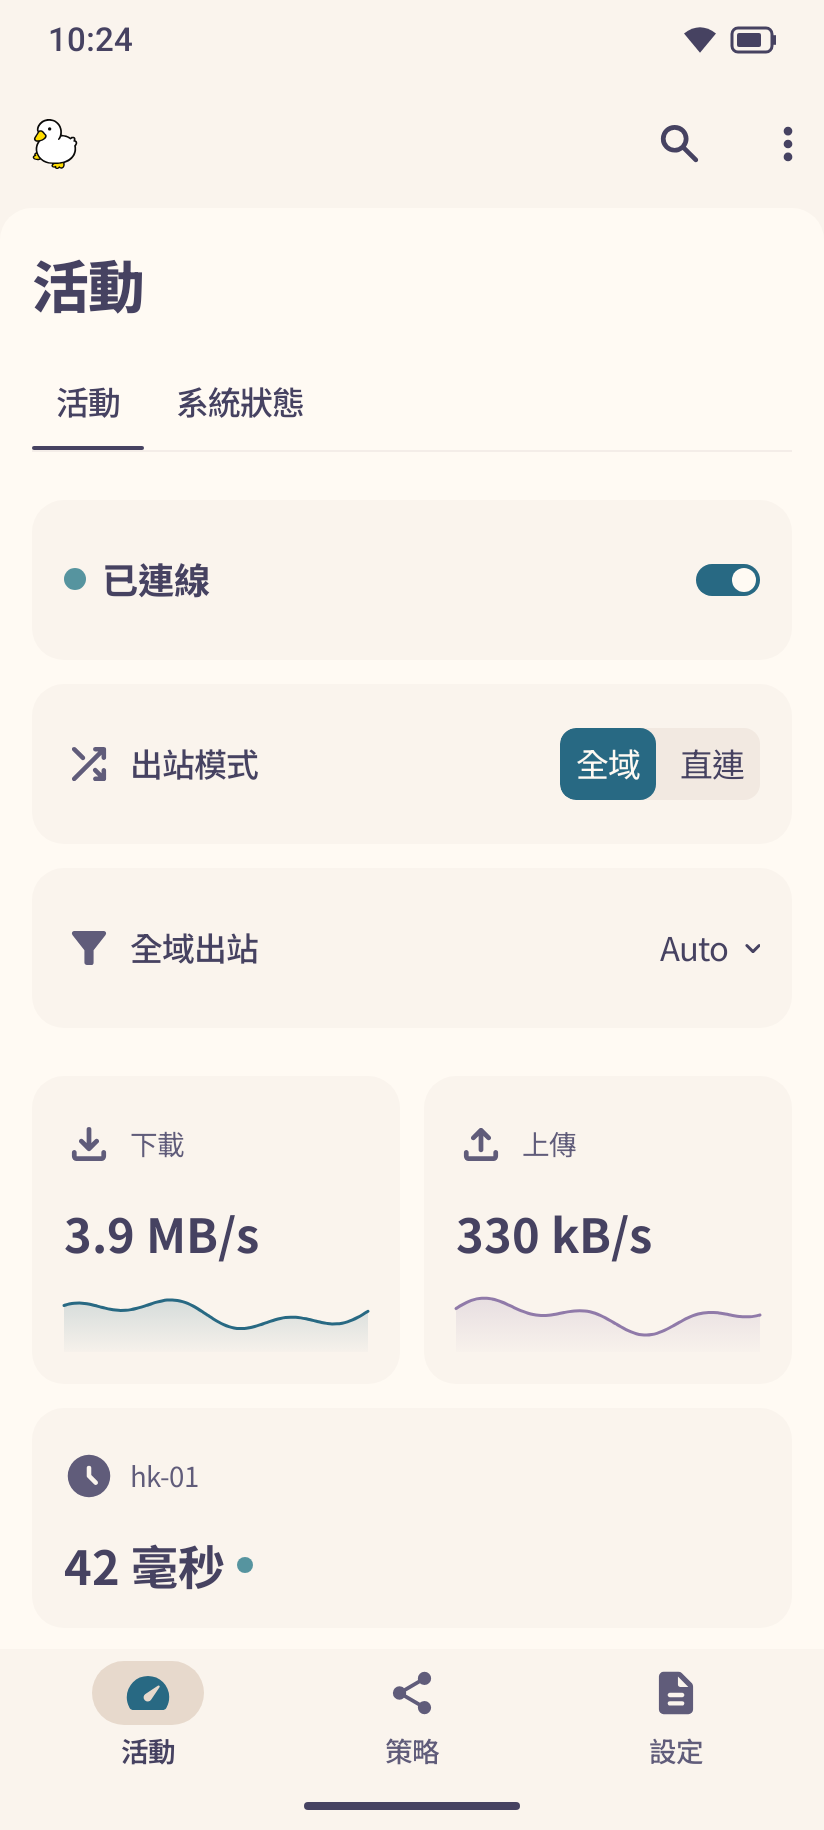 10:24
活動
活動 系統狀態
已連線
出站模式 全域 直連
全域出站 Auto
下載 上傳
3.9 MB/s 330 kB/s
hk-01
42 毫秒
活動 策略 設定